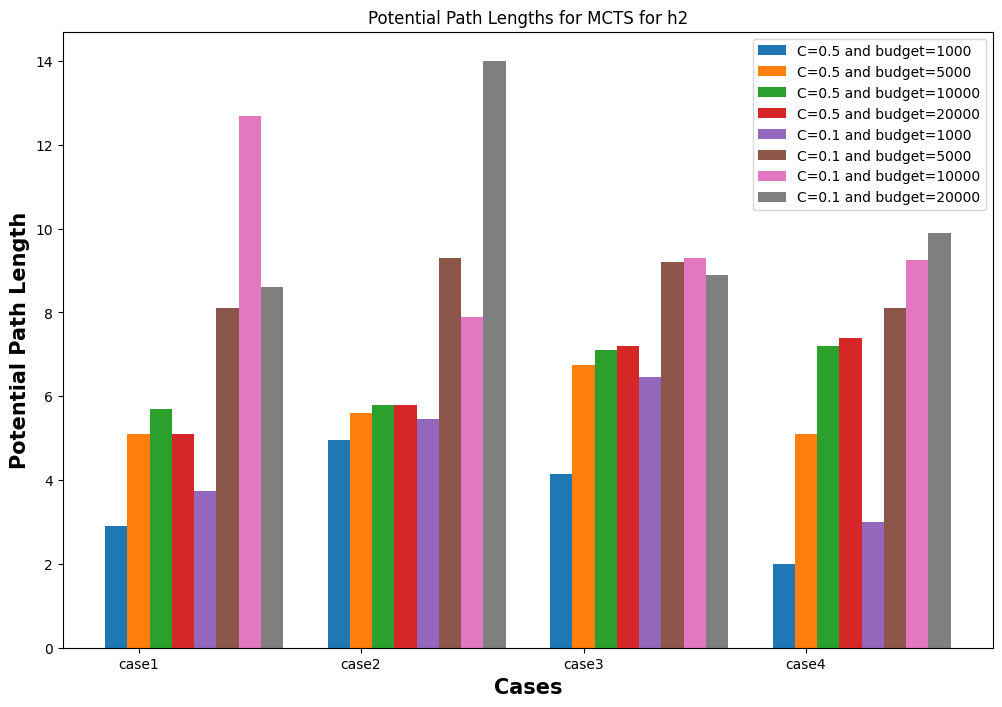 Potential Path Lengths for MCTS for h2
C=0.5 and budget=1000
C=0.5 and budget=5000
C=0.5 and budget=10000
C=0.5 and budget=20000
C=0.1 and budget=1000
C=0.1 and budget=5000
C=0.1 and budget=10000
C=0.1 and budget=20000
Potential Path Length
14
12
10
8
6
4
2
0
case1 case2 case3 case4
Cases